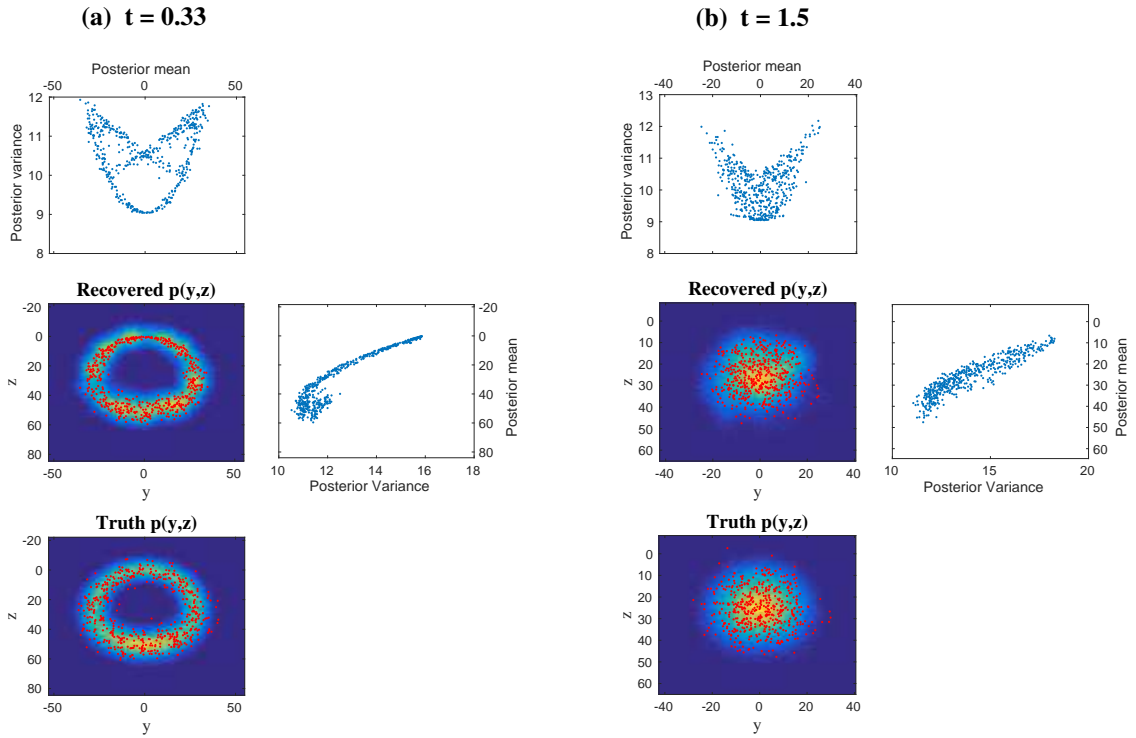 (a) t = 0.33
(b) t = 1.5
Posterior mean
-50 0 50
12
11
10
9
8
Posterior variance
Posterior mean
-40 -20 0 20 40
13
12
11
10
9
8
Posterior variance
Recovered p(y,z)
-20
0
20
40
60
80
z
-50 0 50
y
-20
0
20
40
60
80
Posterior mean
10 12 14 16 18
Posterior Variance
Recovered p(y,z)
0
10
20
30
40
50
60
z
-40 -20 0 20 40
y
0
10
20
30
40
50
60
Posterior mean
10 15 20
Posterior Variance
Truth p(y,z)
-20
0
20
40
60
80
z
-50 0 50
y
Truth p(y,z)
0
10
20
30
40
50
60
z
-40 -20 0 20 40
y